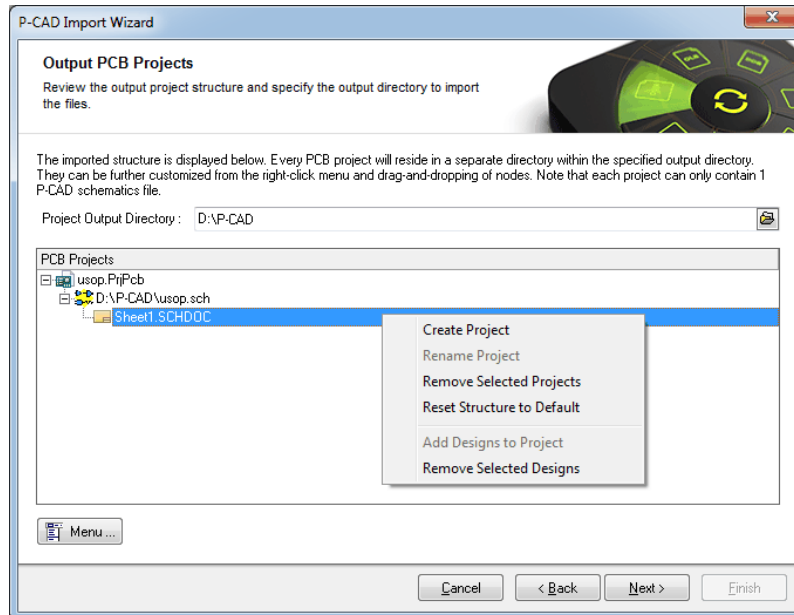 P-CAD Import Wizard
Output PCB Projects
Review the output project structure and specify the output directory to import
the files.
The imported structure is displayed below. Every PCB project will reside in a separate directory within the specified output directory.
They can be further customized from the right-click menu and drag-and-dropping of nodes. Note that each project can only contain 1
P-CAD schematics file.
Project Output Directory : D:\P-CAD
PCB Projects
usop.PrjPcb
D:\P-CAD\usop.sch
Sheet1.SCHDOC
Create Project
Rename Project
Remove Selected Projects
Reset Structure to Default
Add Designs to Project
Remove Selected Designs
Menu ...
Cancel < Back Next > Finish